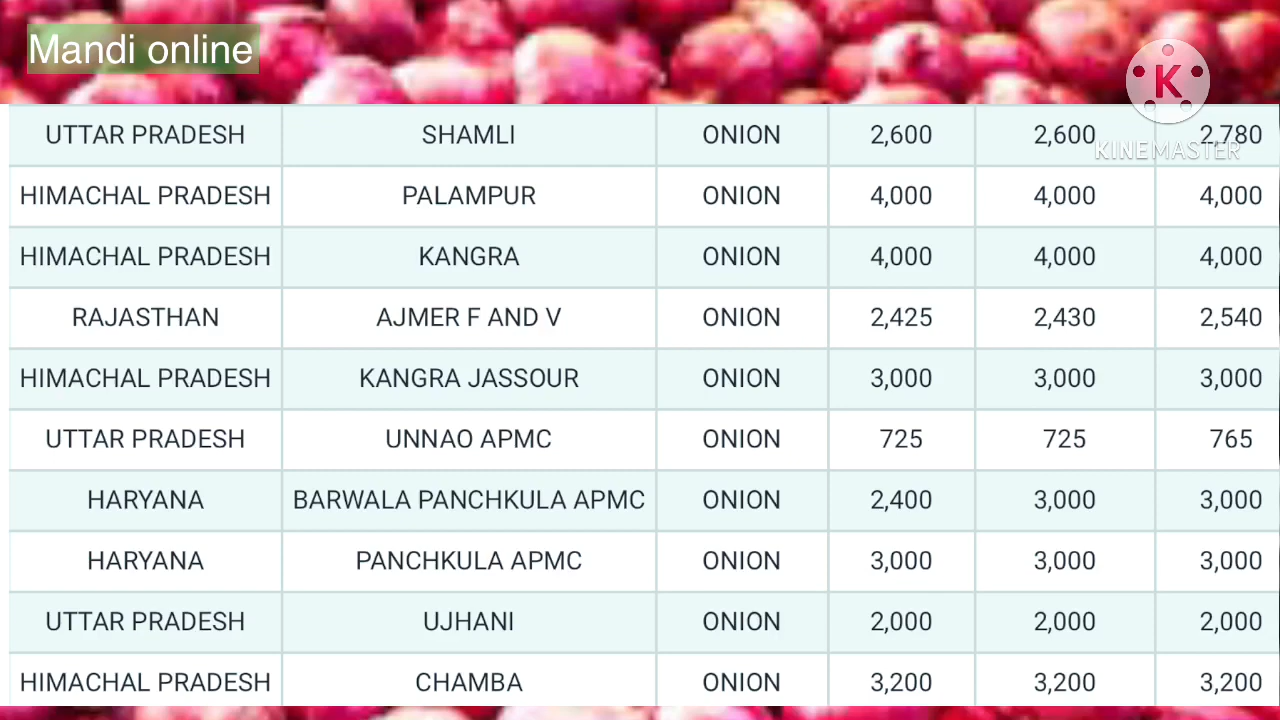 Mandi online
K
KINEMASTER
UTTAR PRADESH SHAMLI ONION 2,600 2,600 2,780
HIMACHAL PRADESH PALAMPUR ONION 4,000 4,000 4,000
HIMACHAL PRADESH KANGRA ONION 4,000 4,000 4,000
RAJASTHAN AJMER F AND V ONION 2,425 2,430 2,540
HIMACHAL PRADESH KANGRA JASSOUR ONION 3,000 3,000 3,000
UTTAR PRADESH UNNAO APMC ONION 725 725 765
HARYANA BARWALA PANCHKULA APMC ONION 2,400 3,000 3,000
HARYANA PANCHKULA APMC ONION 3,000 3,000 3,000
UTTAR PRADESH UJHANI ONION 2,000 2,000 2,000
HIMACHAL PRADESH CHAMBA ONION 3,200 3,200 3,200